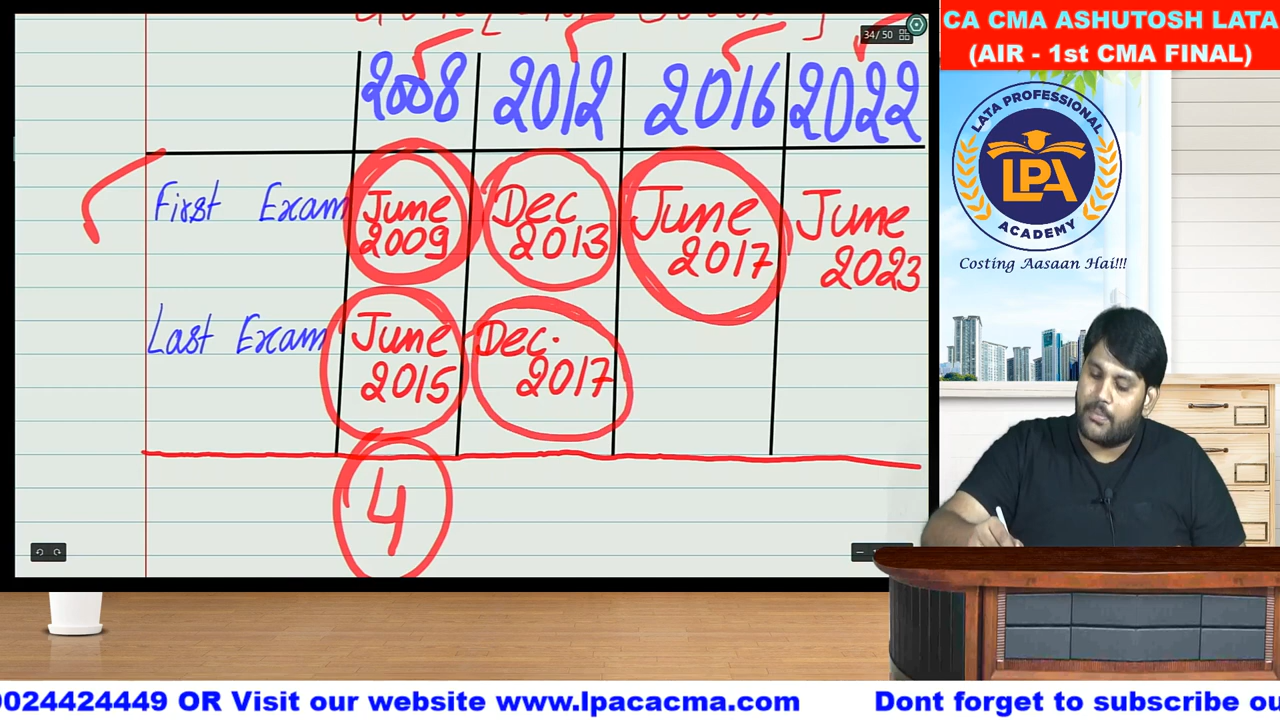 34/50
2008 2012 2016 2022
First Exam June 2009 Dec 2013 June 2017 June 2023
Last Exam June 2015 Dec. 2017
4
CA CMA ASHUTOSH LATA
(AIR - 1st CMA FINAL)
LATA PROFESSIONAL
LPA
ACADEMY
Costing Aasaan Hai!!!
024424449 OR Visit our website www.lpacacma.com Dont forget to subscribe ou